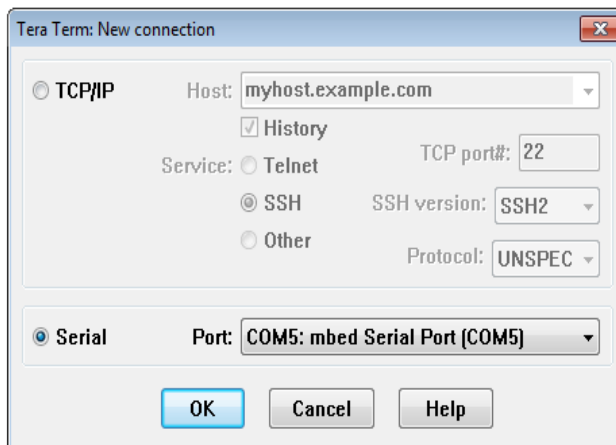 Tera Term: New connection
TCP/IP Host: myhost.example.com
History
Service: Telnet TCP port#: 22
SSH SSH version: SSH2
Other Protocol: UNSPEC
Serial Port: COM5: mbed Serial Port (COM5)
OK Cancel Help